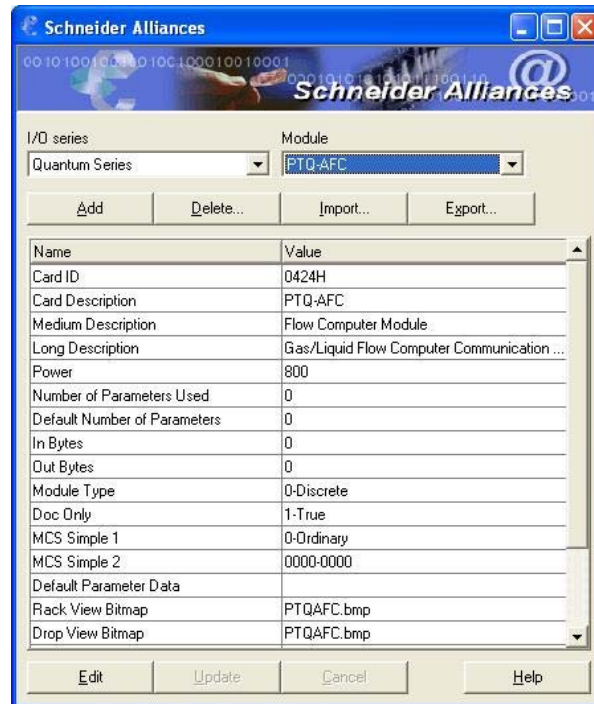 Schneider Alliances
Schneider Alliances
I/O series
Module
Quantum Series
PTQ-AFC
Add
Delete...
Import...
Export...
Name Value
Card ID 0424H
Card Description PTQ-AFC
Medium Description Flow Computer Module
Long Description Gas/Liquid Flow Computer Communication ...
Power 800
Number of Parameters Used 0
Default Number of Parameters 0
In Bytes 0
Out Bytes 0
Module Type 0-Discrete
Doc Only 1-True
MCS Simple 1 0-Ordinary
MCS Simple 2 0000-0000
Default Parameter Data
Rack View Bitmap PTQAFC.bmp
Drop View Bitmap PTQAFC.bmp
Edit
Update
Cancel
Help